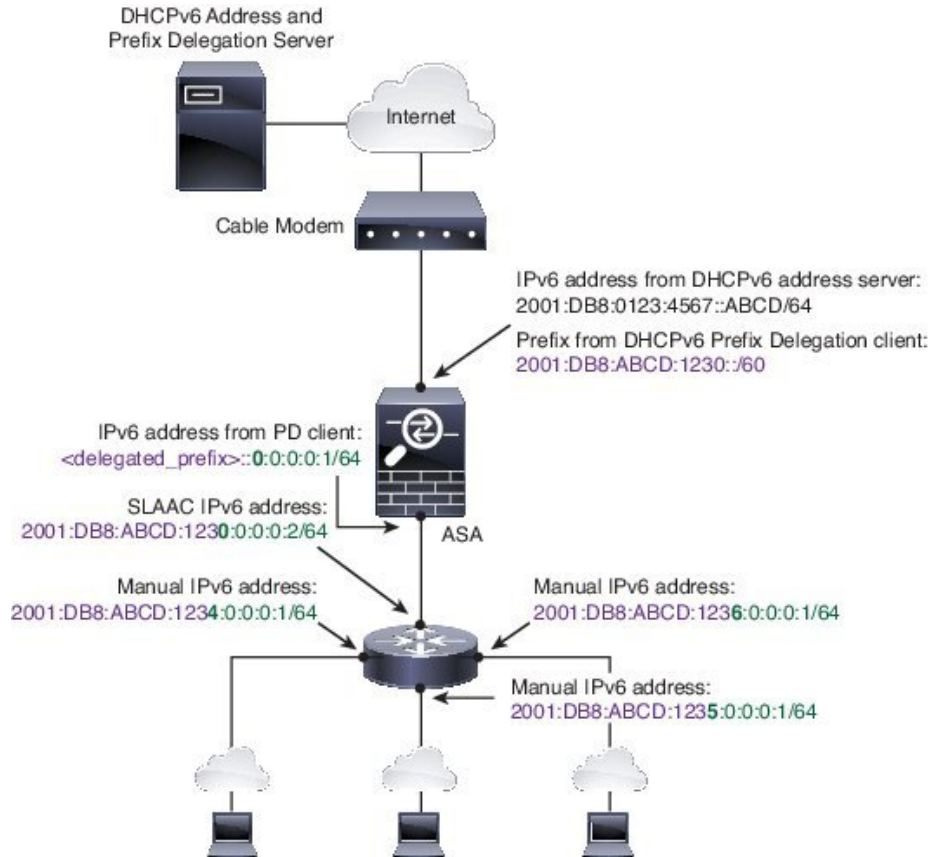 DHCPv6 Address and
Prefix Delegation Server
Internet
Cable Modem
IPv6 address from DHCPv6 address server:
2001:DB8:0123:4567::ABCD/64
Prefix from DHCPv6 Prefix Delegation client:
2001:DB8:ABCD:1230::/60
IPv6 address from PD client:
<delegated_prefix>::0:0:0:0:1/64
SLAAC IPv6 address:
2001:DB8:ABCD:1230:0:0:0:2/64
ASA
Manual IPv6 address:
2001:DB8:ABCD:1234:0:0:0:1/64
Manual IPv6 address:
2001:DB8:ABCD:1236:0:0:0:1/64
Manual IPv6 address:
2001:DB8:ABCD:1235:0:0:0:1/64